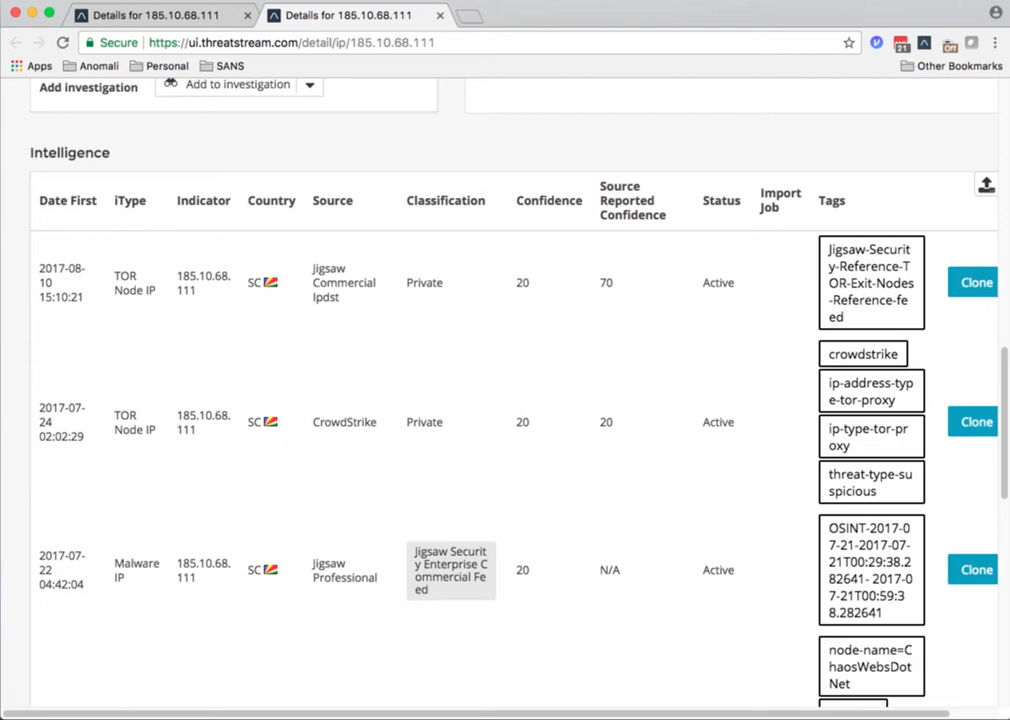 Details for 185.10.68.111
Details for 185.10.68.111
Secure
https://ui.threatstream.com/detail/ip/185.10.68.111
21
Off
Apps
Anomali
Personal
SANS
Other Bookmarks
Add investigation
Add to investigation
Intelligence
Date First
iType
Indicator
Country
Source
Classification
Confidence
Source
Reported
Confidence
Status
Import
Job
Tags
2017-08-
10
15:10:21
TOR
Node IP
185.10.68.
111
SC
Jigsaw
Commercial
Ipdst
Private
20
70
Active
Jigsaw-Securit
y-Reference-T
OR-Exit-Nodes
-Reference-fe
ed
Clone
2017-07-
24
02:02:29
TOR
Node IP
185.10.68.
111
SC
CrowdStrike
Private
20
20
Active
crowdstrike
ip-address-typ
e-tor-proxy
ip-type-tor-pr
oxy
threat-type-su
spicious
Clone
2017-07-
22
04:42:04
Malware
IP
185.10.68.
111
SC
Jigsaw
Professional
Jigsaw Securit
y Enterprise C
ommercial Fe
ed
20
N/A
Active
OSINT-2017-0
7-21-2017-07-
21T00:29:38.2
82641- 2017-0
7-21T00:59:3
8.282641
Clone
node-name=C
haosWebsDot
Net